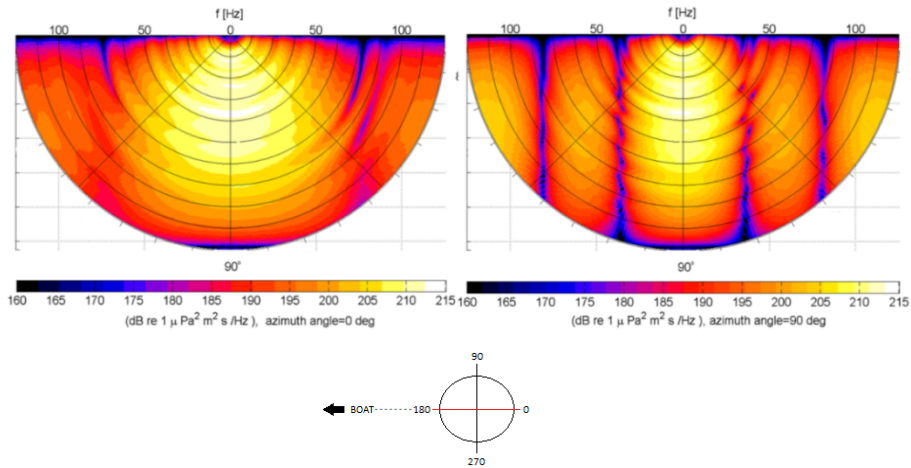 f [Hz]
100 50 0 50 100
90°
160 165 170 175 180 185 190 195 200 205 210 215
(dB re 1 μ Pa² m² s /Hz ), azimuth angle=0 deg
f [Hz]
100 50 0 50 100
90°
160 165 170 175 180 185 190 195 200 205 210 215
(dB re 1 μ Pa² m² s /Hz ), azimuth angle=90 deg
90
BOAT 180 0
270